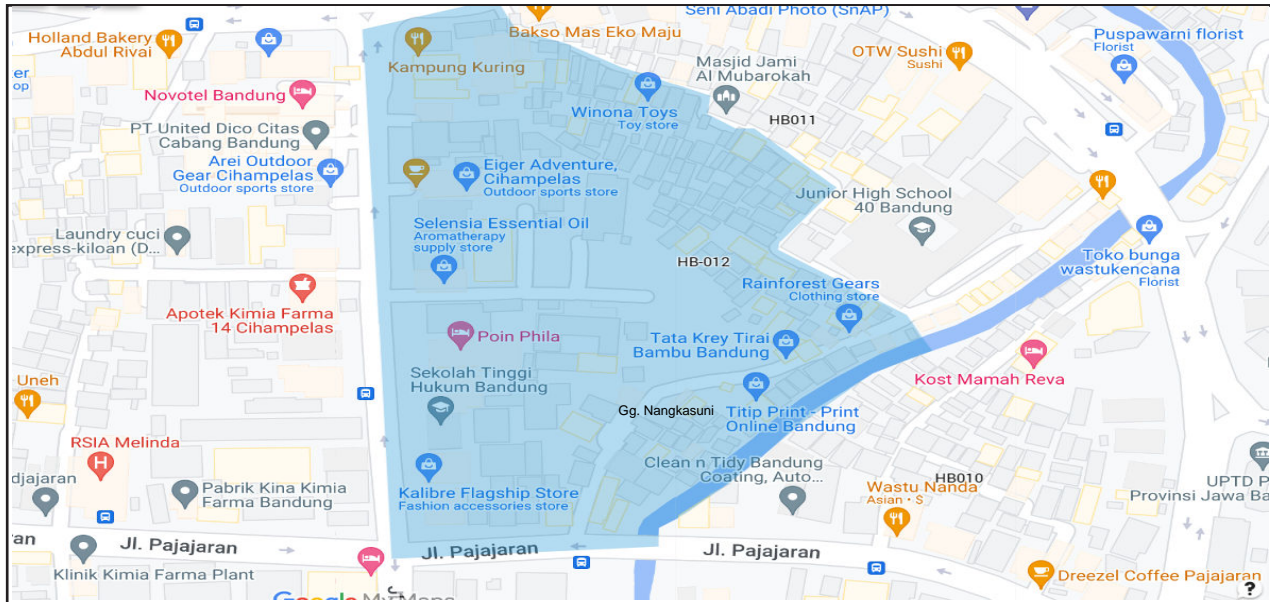 Seni Abadi Photo (SnAP)
Holland Bakery
Abdul Rivai
Bakso Mas Eko Maju
Puspawarni florist
Florist
OTW Sushi
Sushi
Kampung Kuring
Masjid Jami
Al Mubarokah
Novotel Bandung
Winona Toys
Toy store
HB011
PT United Dico Citas
Cabang Bandung
Arei Outdoor
Gear Cihampelas
Outdoor sports store
Eiger Adventure,
Cihampelas
Outdoor sports store
Junior High School
40 Bandung
Selensia Essential Oil
Aromatherapy
supply store
Laundry cuci
express-kiloan (D...
HB-012
Toko bunga
wastukencana
Florist
Rainforest Gears
Clothing store
Apotek Kimia Farma
14 Cihampelas
Poin Phila
Tata Krey Tirai
Bambu Bandung
Kost Mamah Reva
Sekolah Tinggi
Hukum Bandung
Uneh
Gg. Nangkasuni
Titip Print - Print
Online Bandung
RSIA Melinda
H
Clean n Tidy Bandung
Coating, Auto...
Kalibre Flagship Store
Fashion accessories store
Pabrik Kina Kimia
Farma Bandung
djajaran
HB010
Wastu Nanda
Asian • S
UPTD P
Provinsi Jawa Ba
Jl. Pajajaran
Jl. Pajajaran
Jl. Pajajaran
Klinik Kimia Farma Plant
Dreezel Coffee Pajajaran
Google My Maps
?